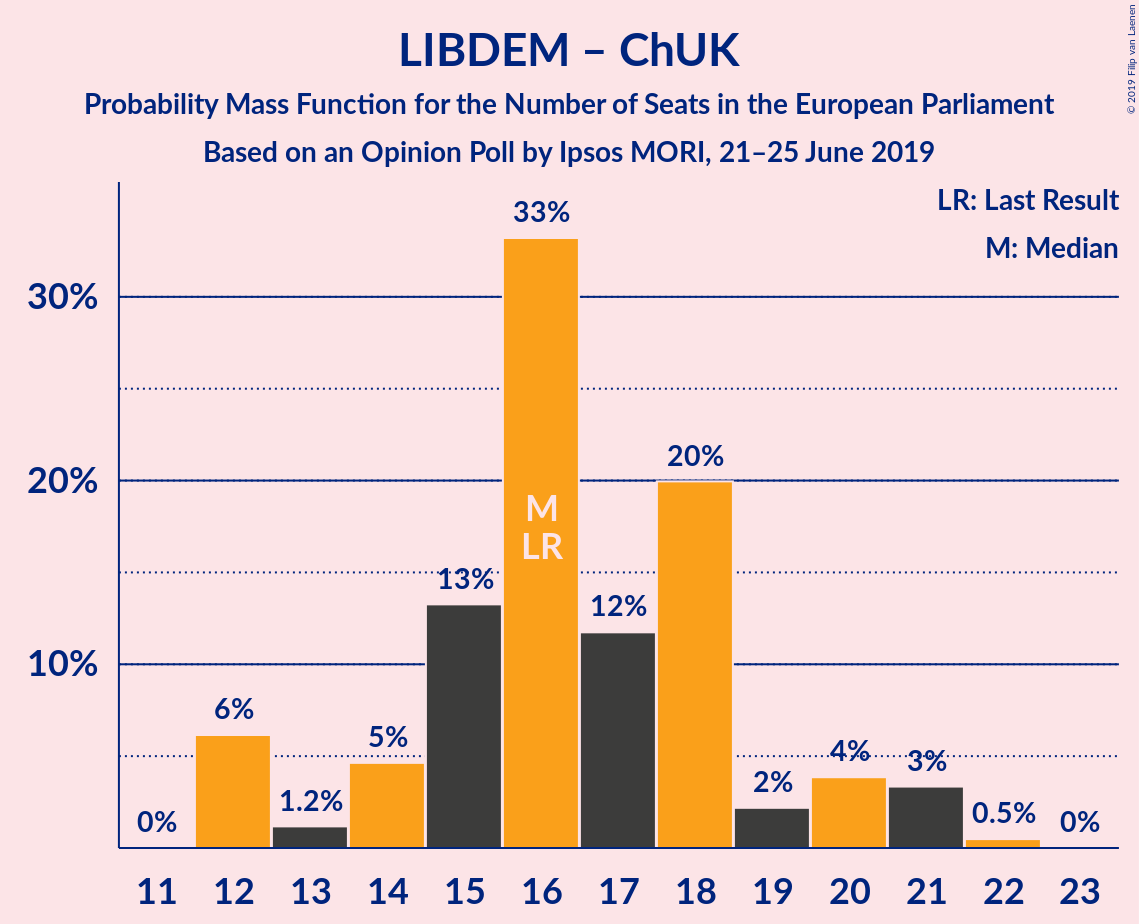 LIBDEM – ChUK
Probability Mass Function for the Number of Seats in the European Parliament
Based on an Opinion Poll by Ipsos MORI, 21–25 June 2019
© 2019 Filip van Laenen
LR: Last Result
M: Median
30%
20%
10%
0%
6%
1.2%
5%
13%
33%
M
LR
12%
20%
2%
4%
3%
0.5%
0%
11 12 13 14 15 16 17 18 19 20 21 22 23